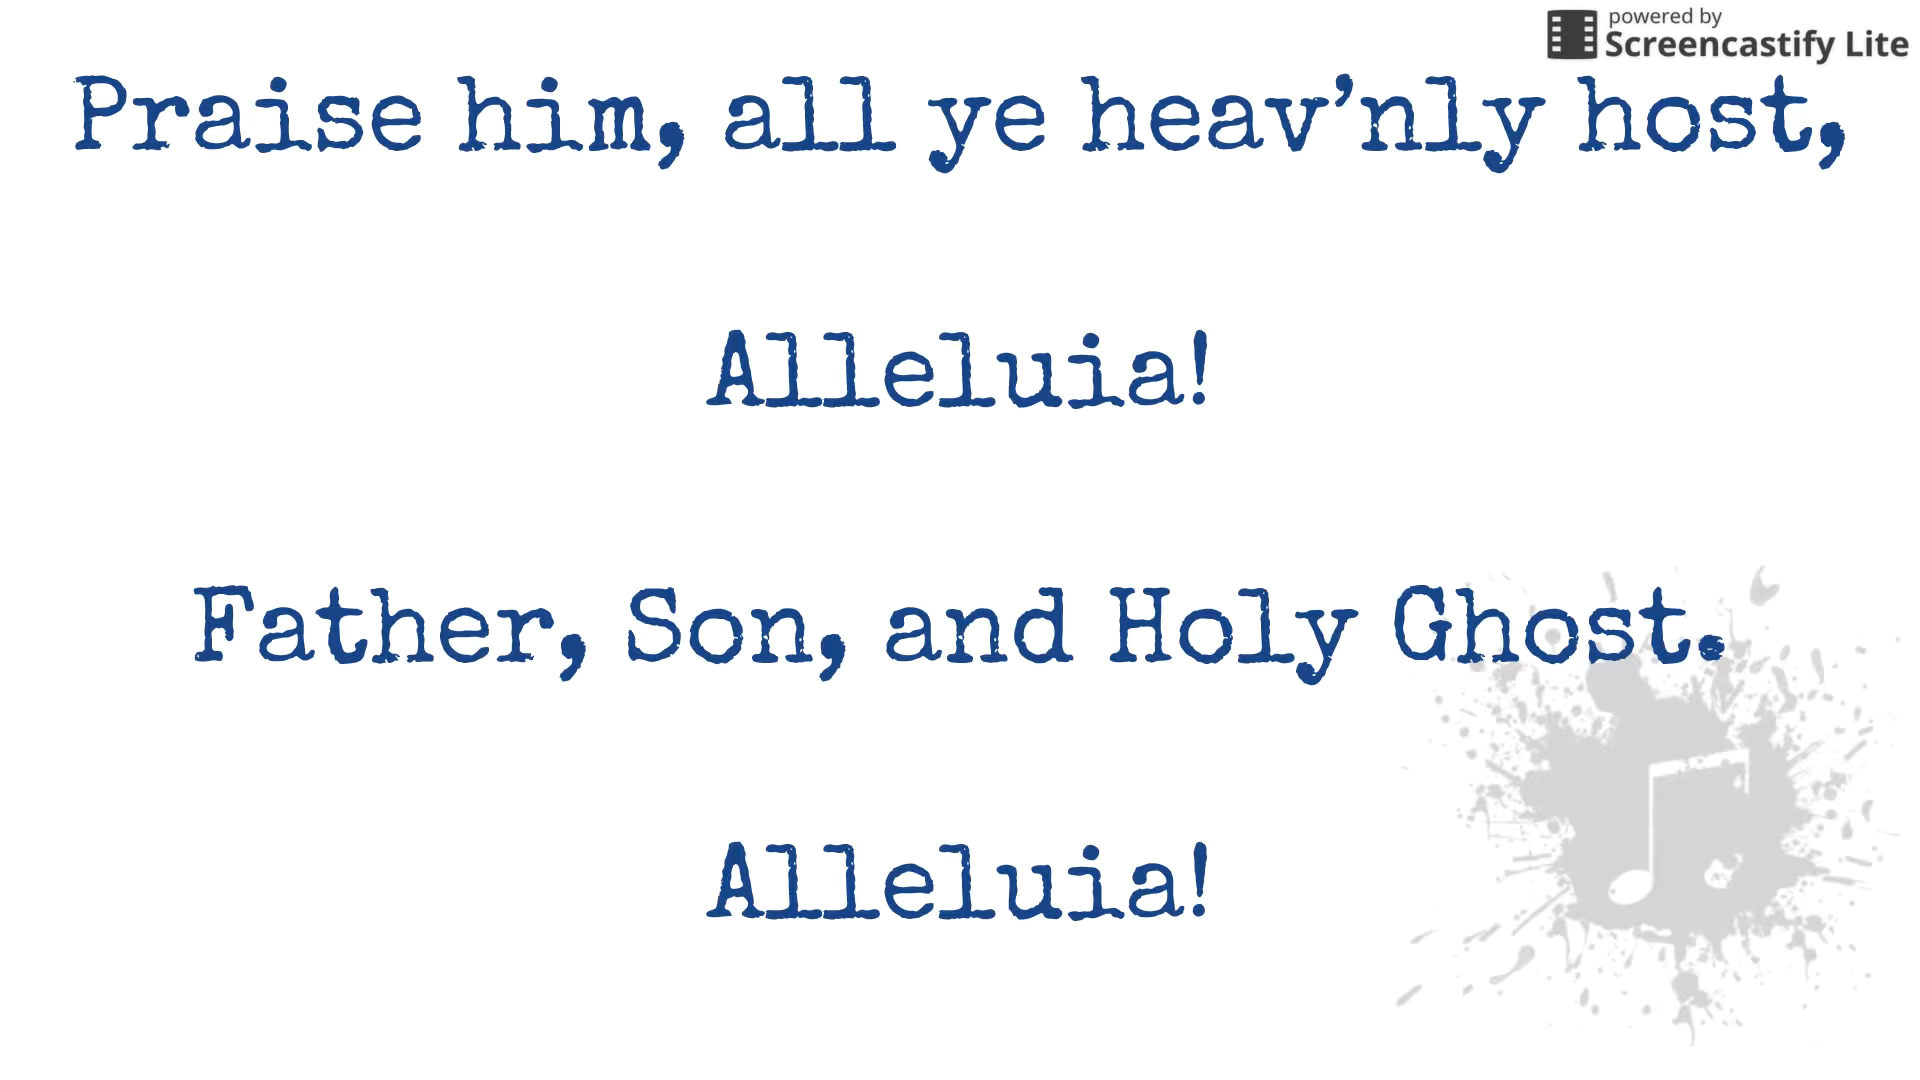 powered by
Screencastify Lite
Praise him, all ye heav’nly host,
Alleluia!
Father, Son, and Holy Ghost.
Alleluia!